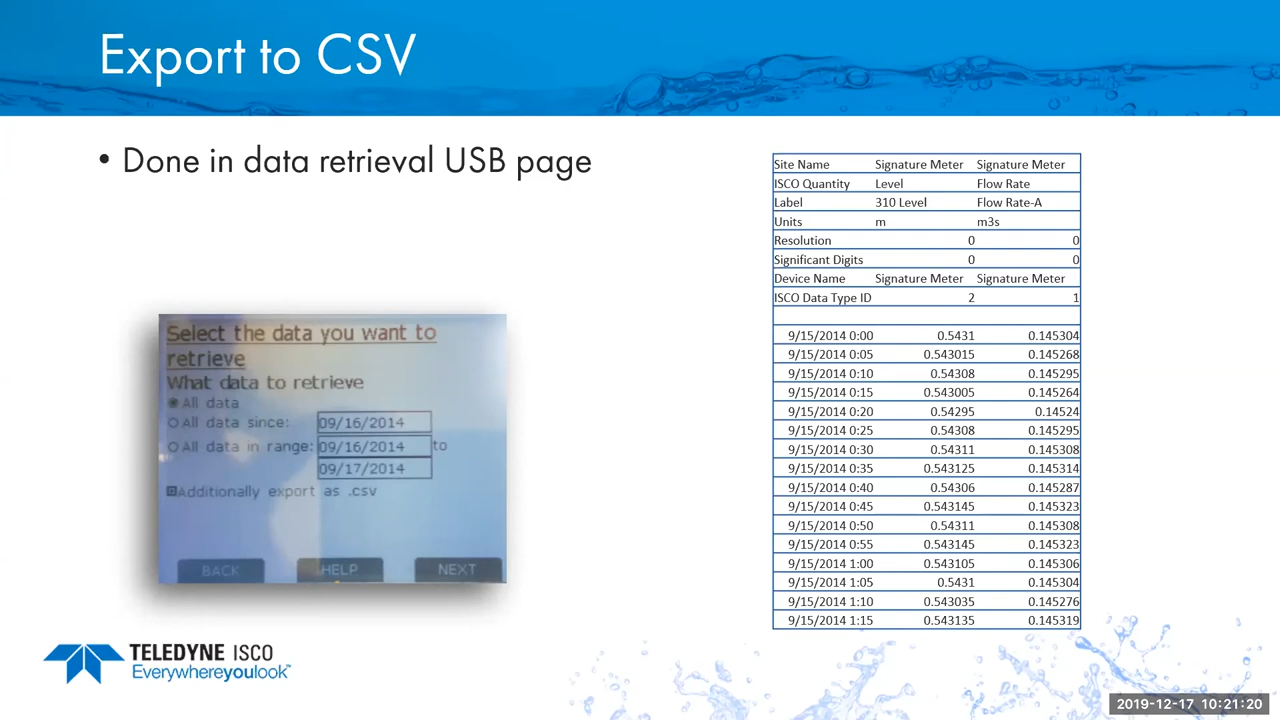 Export to CSV
• Done in data retrieval USB page
Select the data you want to
retrieve
What data to retrieve
All data
All data since: 09/16/2014
All data in range: 09/16/2014 to
09/17/2014
Additionally export as .csv
BACK HELP NEXT
Site Name Signature Meter Signature Meter
ISCO Quantity Level Flow Rate
Label 310 Level Flow Rate-A
Units m m3s
Resolution 0 0
Significant Digits 0 0
Device Name Signature Meter Signature Meter
ISCO Data Type ID 2 1
9/15/2014 0:00 0.5431 0.145304
9/15/2014 0:05 0.543015 0.145268
9/15/2014 0:10 0.54308 0.145295
9/15/2014 0:15 0.543005 0.145264
9/15/2014 0:20 0.54295 0.14524
9/15/2014 0:25 0.54308 0.145295
9/15/2014 0:30 0.54311 0.145308
9/15/2014 0:35 0.543125 0.145314
9/15/2014 0:40 0.54306 0.145287
9/15/2014 0:45 0.543145 0.145323
9/15/2014 0:50 0.54311 0.145308
9/15/2014 0:55 0.543145 0.145323
9/15/2014 1:00 0.543105 0.145306
9/15/2014 1:05 0.5431 0.145304
9/15/2014 1:10 0.543035 0.145276
9/15/2014 1:15 0.543135 0.145319
TELEDYNE ISCO
Everywhereyoulook™
2019-12-17 10:21:20